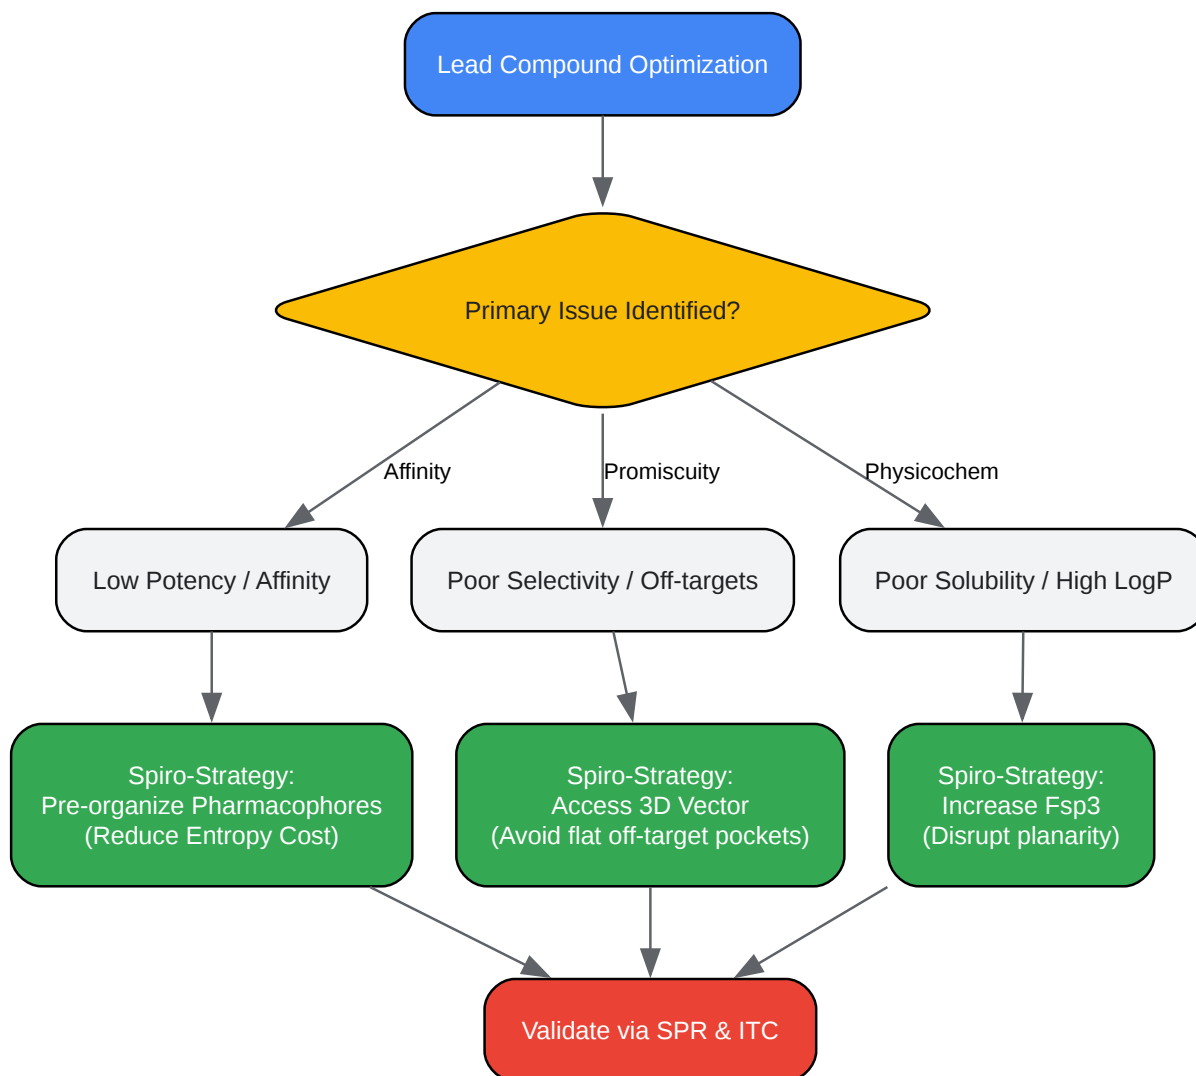 Lead Compound Optimization
Primary Issue Identified?
Affinity
Promiscuity
Physicochem
Low Potency / Affinity
Poor Selectivity / Off-targets
Poor Solubility / High LogP
Spiro-Strategy:
Pre-organize Pharmacophores
(Reduce Entropy Cost)
Spiro-Strategy:
Access 3D Vector
(Avoid flat off-target pockets)
Spiro-Strategy:
Increase Fsp3
(Disrupt planarity)
Validate via SPR & ITC